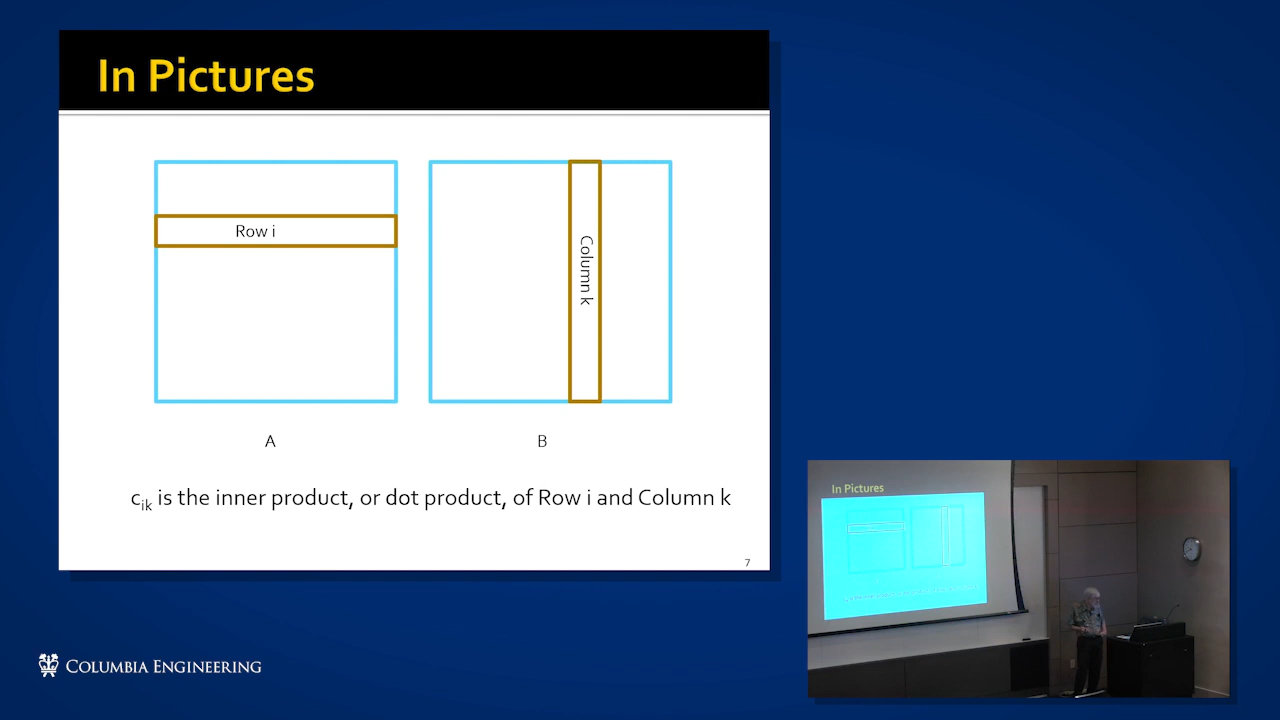 In Pictures
Row i
Column k
A
B
cik is the inner product, or dot product, of Row i and Column k
7
In Pictures
COLUMBIA ENGINEERING